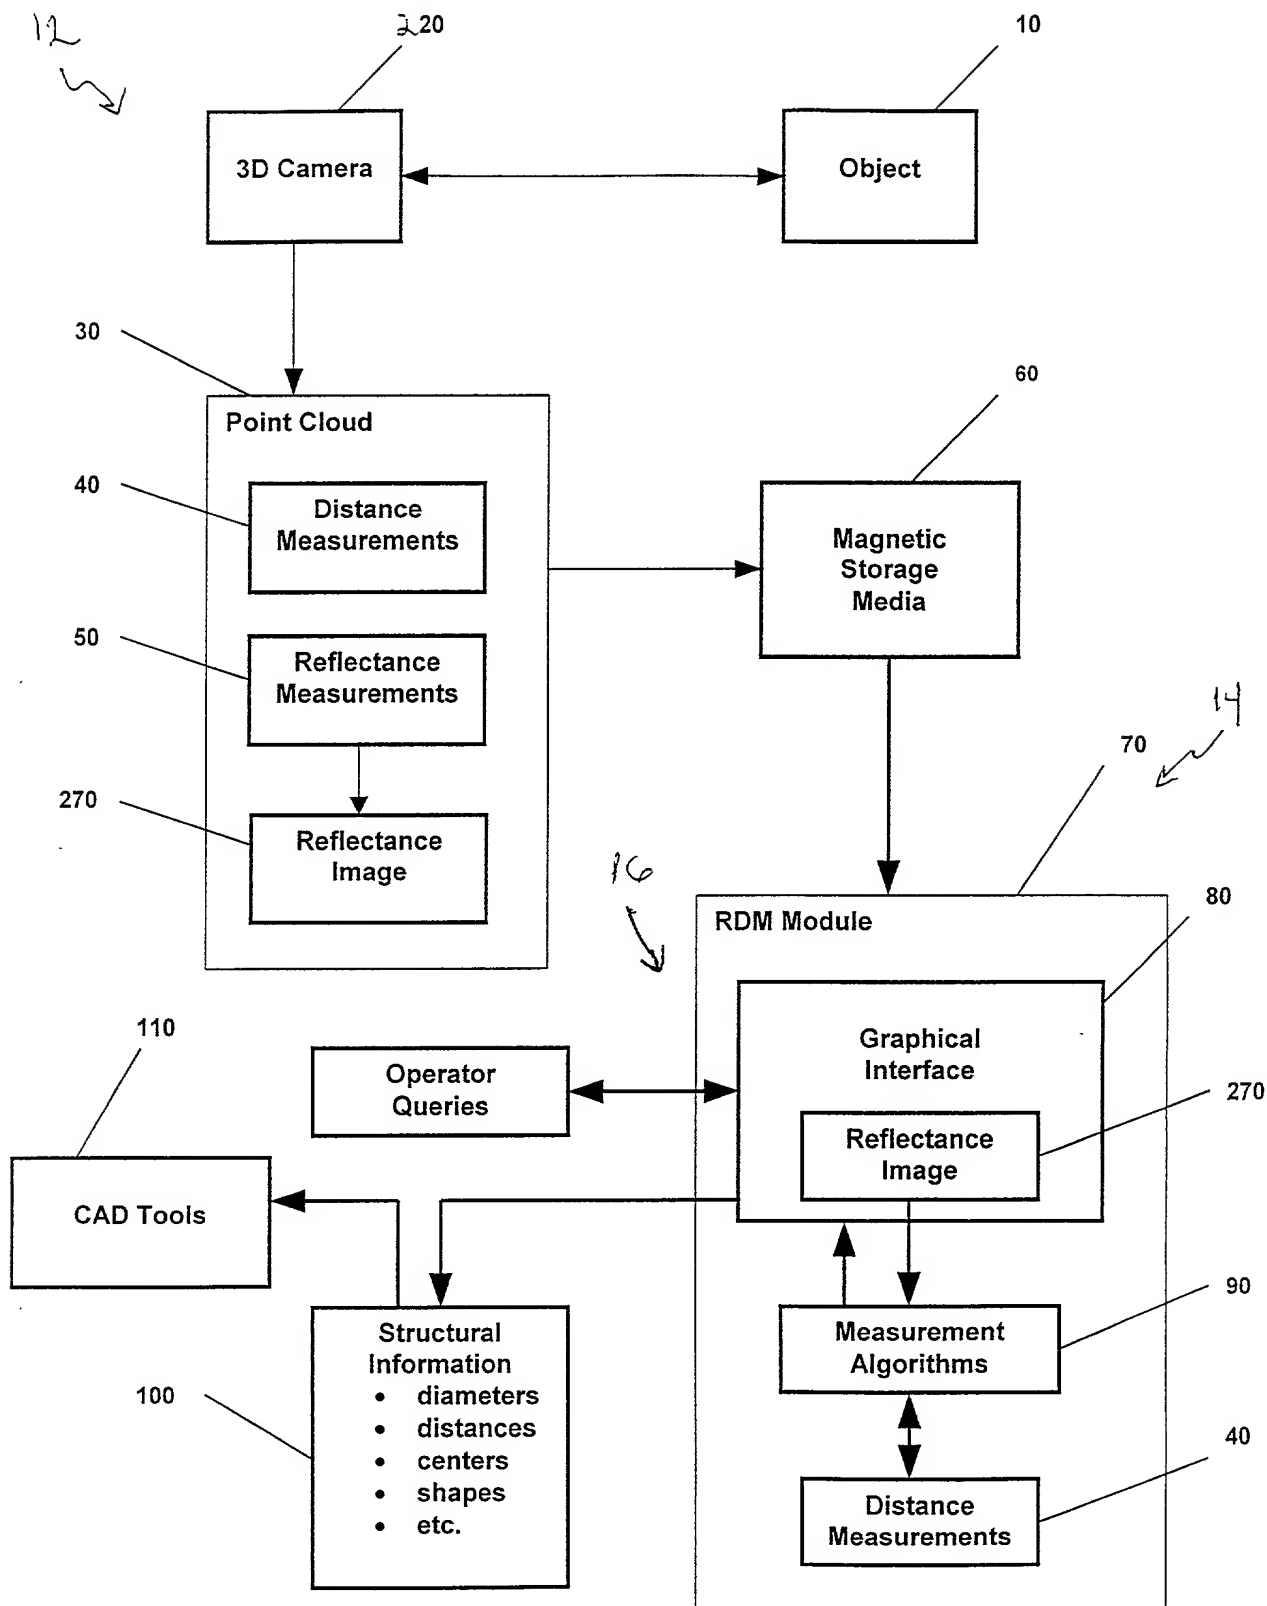 12
220
10
3D Camera
Object
30
Point Cloud
60
40
Distance
Measurements
Magnetic
Storage
Media
50
Reflectance
Measurements
14
70
270
Reflectance
Image
16
RDM Module
80
Graphical
Interface
110
Operator
Queries
270
Reflectance
Image
CAD Tools
90
Structural
Information
• diameters
• distances
• centers
• shapes
• etc.
Measurement
Algorithms
100
40
Distance
Measurements